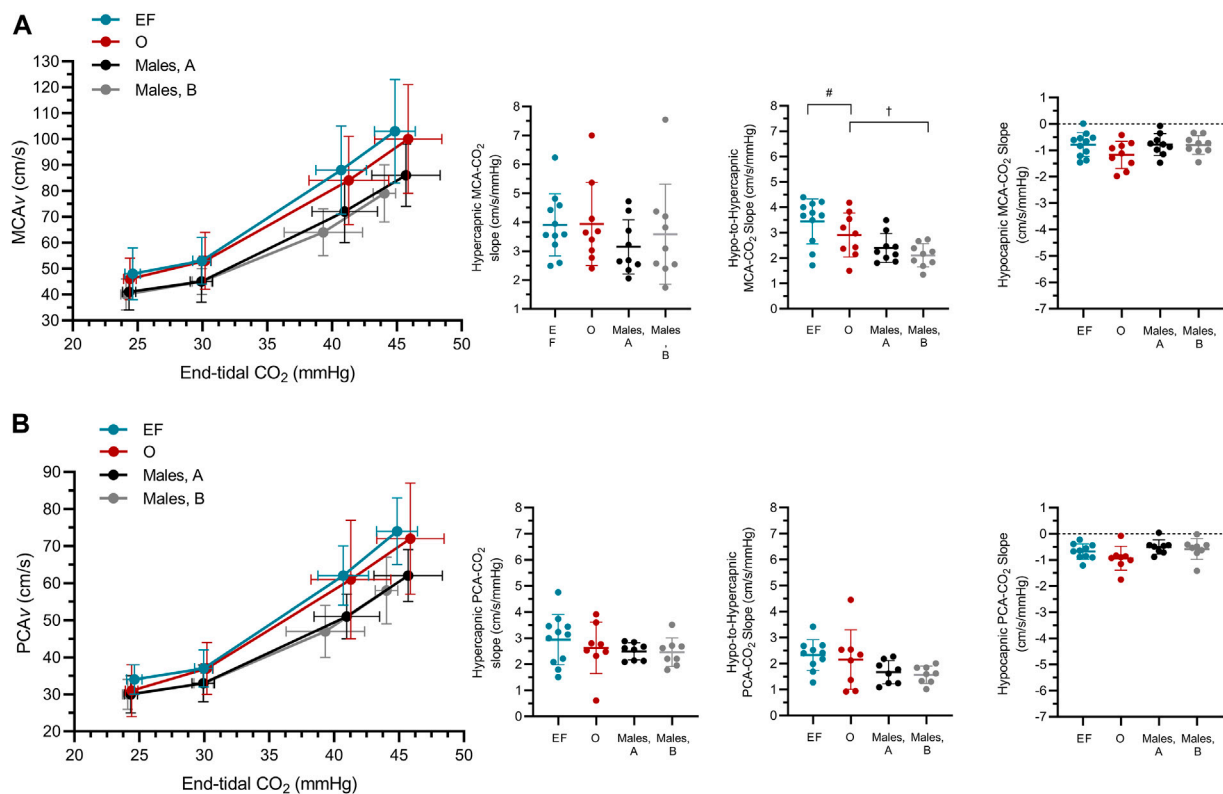 A
EF
O
Males, A
Males, B
MCAv (cm/s)
130
120
110
100
90
80
70
60
50
40
30
20
25
30
35
40
45
50
End-tidal CO2 (mmHg)
Hypercapnic MCA-CO2
slope (cm/s/mmHg)
8
7
6
5
4
3
2
1
E
F
O
Males,
A
Males
,
B
Hypo-to-Hypercapnic
MCA-CO2 Slope (cm/s/mmHg)
#
†
8
7
6
5
4
3
2
1
0
EF
O
Males,
A
Males,
B
Hypocapnic MCA-CO2 Slope
(cm/s/mmHg)
1
0
-1
-2
-3
-4
-5
-6
-7
EF
O
Males,
A
Males,
B
B
EF
O
Males, A
Males, B
PCAv (cm/s)
90
80
70
60
50
40
30
20
20
25
30
35
40
45
50
End-tidal CO2 (mmHg)
Hypercapnic PCA-CO2
slope (cm/s/mmHg)
8
7
6
5
4
3
2
1
0
EF
O
Males,
A
Males,
B
Hypo-to-Hypercapnic
PCA-CO2 Slope (cm/s/mmHg)
8
7
6
5
4
3
2
1
0
EF
O
Males,
A
Males,
B
Hypocapnic PCA-CO2 Slope
(cm/s/mmHg)
1
0
-1
-2
-3
-4
-5
-6
-7
EF
O
Males,
A
Males,
B